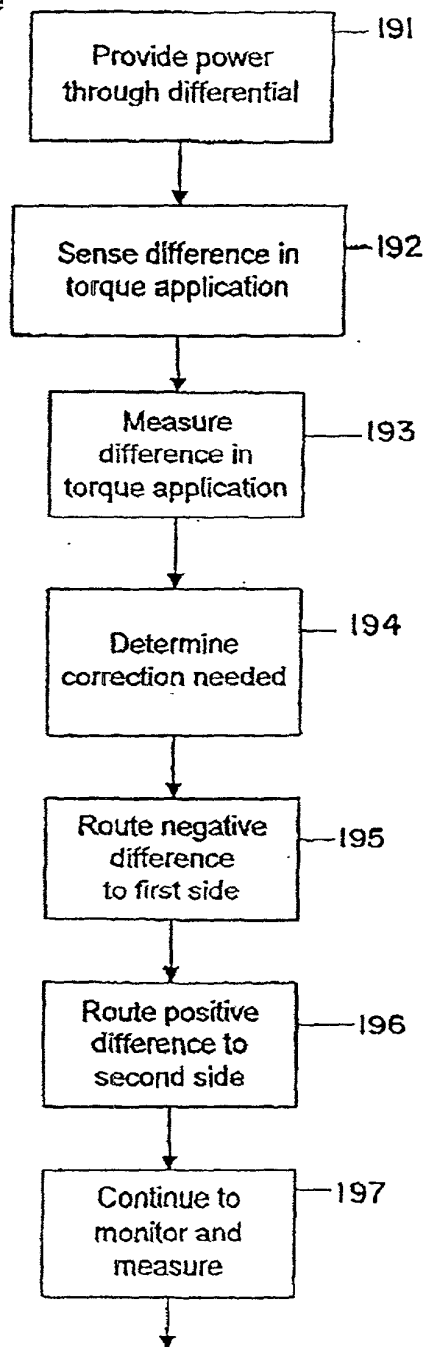 191
Provide power
through differential
192
Sense difference in
torque application
193
Measure
difference in
torque application
194
Determine
correction needed
195
Route negative
difference
to first side
196
Route positive
difference to
second side
197
Continue to
monitor and
measure